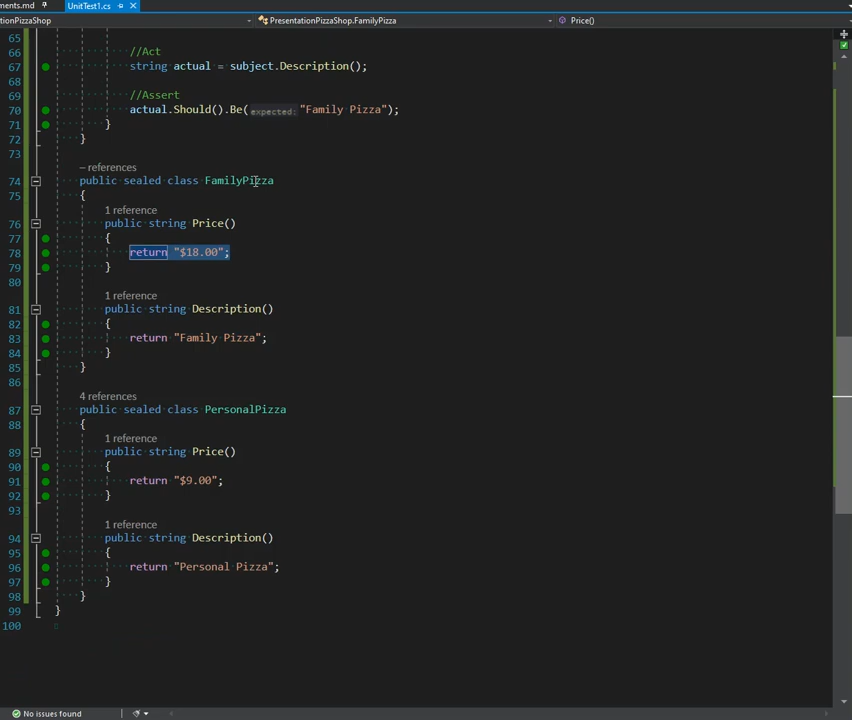 ments.md UnitTest1.cs
tionPizzaShop PresentationPizzaShop.FamilyPizza Price()
65
66 //Act
67 string actual = subject.Description();
68
69 //Assert
70 actual.Should().Be(expected: "Family Pizza");
71 }
72 }
73
– references
74 public sealed class FamilyPizza
75 {
1 reference
76 public string Price()
77 {
78 return "$18.00";
79 }
80
1 reference
81 public string Description()
82 {
83 return "Family Pizza";
84 }
85 }
86
4 references
87 public sealed class PersonalPizza
88 {
1 reference
89 public string Price()
90 {
91 return "$9.00";
92 }
93
1 reference
94 public string Description()
95 {
96 return "Personal Pizza";
97 }
98 }
99 }
100
No issues found